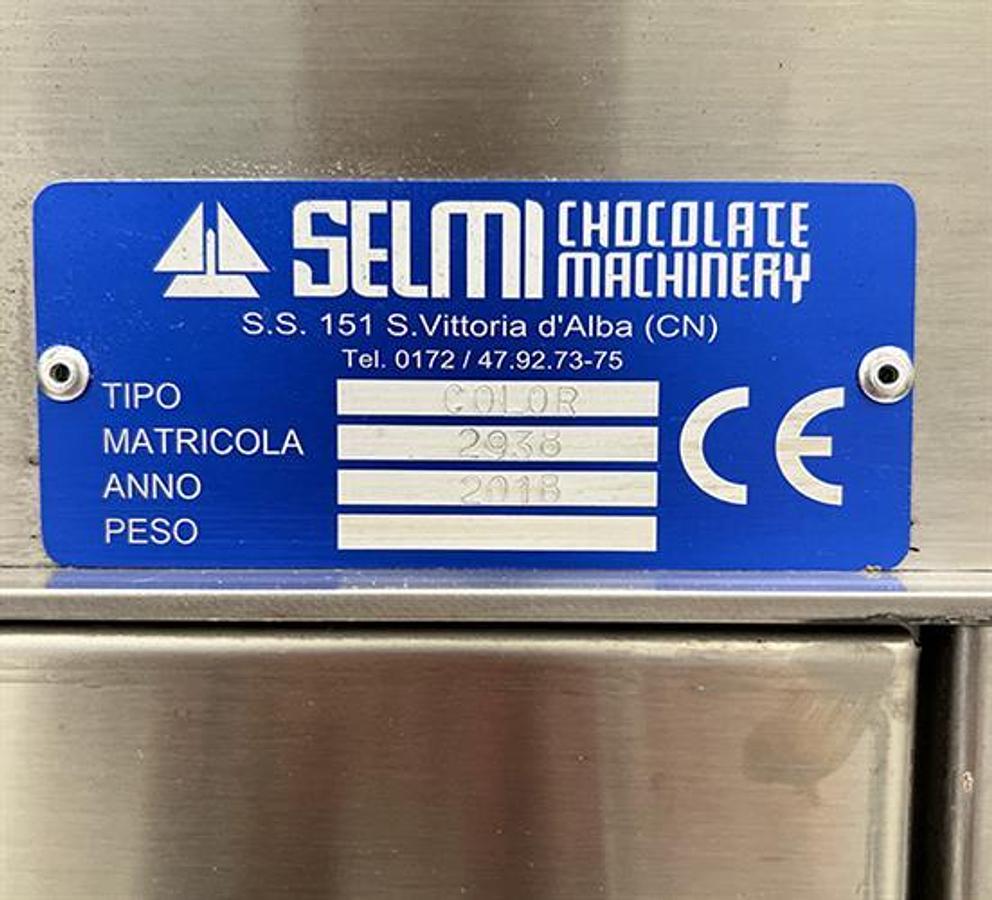 SELMI CHOCOLATE MACHINERY
S.S. 151 S.Vittoria d'Alba (CN)
Tel. 0172 / 47.92.73-75
TIPO COLOR
MATRICOLA 2938
ANNO 2018
PESO
CE